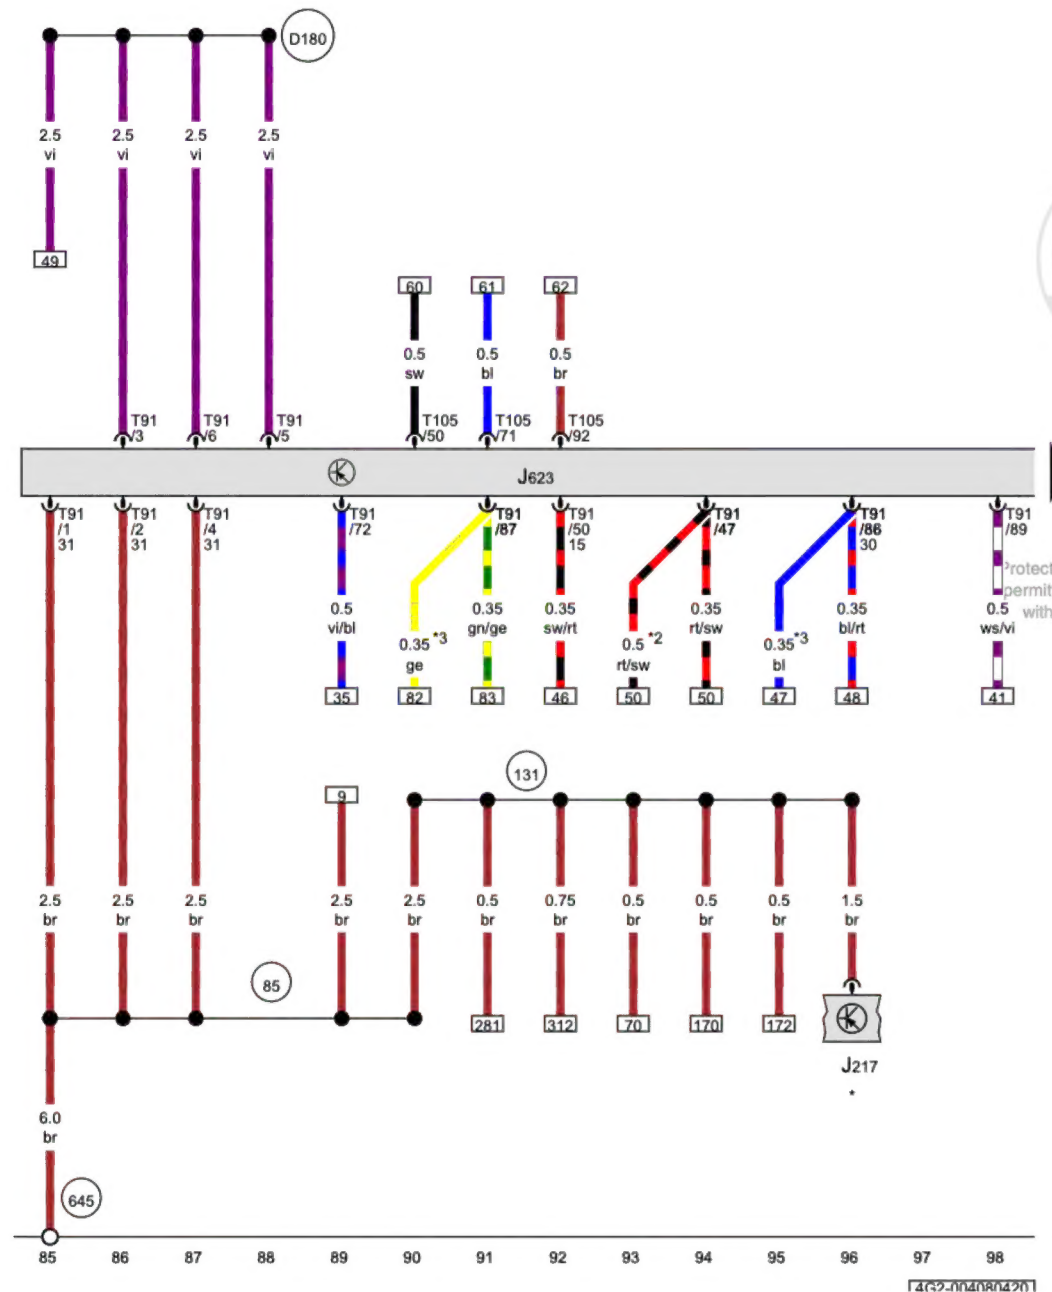 D180
2.5 2.5 2.5 2.5
vi vi vi vi
49
60 61 62
0.5 0.5 0.5
sw bl br
T91 T91 T91 T105 T105 T105
/3 /6 /5 /50 /71 /92
J623
T91 T91 T91 T91 T91 T91 T91 T91 T91
/1 /2 /4 /72 /87 /50 /47 /86 /89
31 31 31 15 30
Protect
permit
with
0.5 0.35 0.35 0.35 0.35 0.5
vi/bl gn/ge sw/rt rt/sw bl/rt ws/vi
0.35 *3 0.5 *2 0.35 *3
ge rt/sw bl
35 82 83 46 50 50 47 48 41
131
9
2.5 2.5 2.5 2.5 2.5 0.5 0.75 0.5 0.5 0.5 1.5
br br br br br br br br br br br
85
281 312 70 170 172
J217
*
6.0
br
645
85 86 87 88 89 90 91 92 93 94 95 96 97 98
4G2-004080420